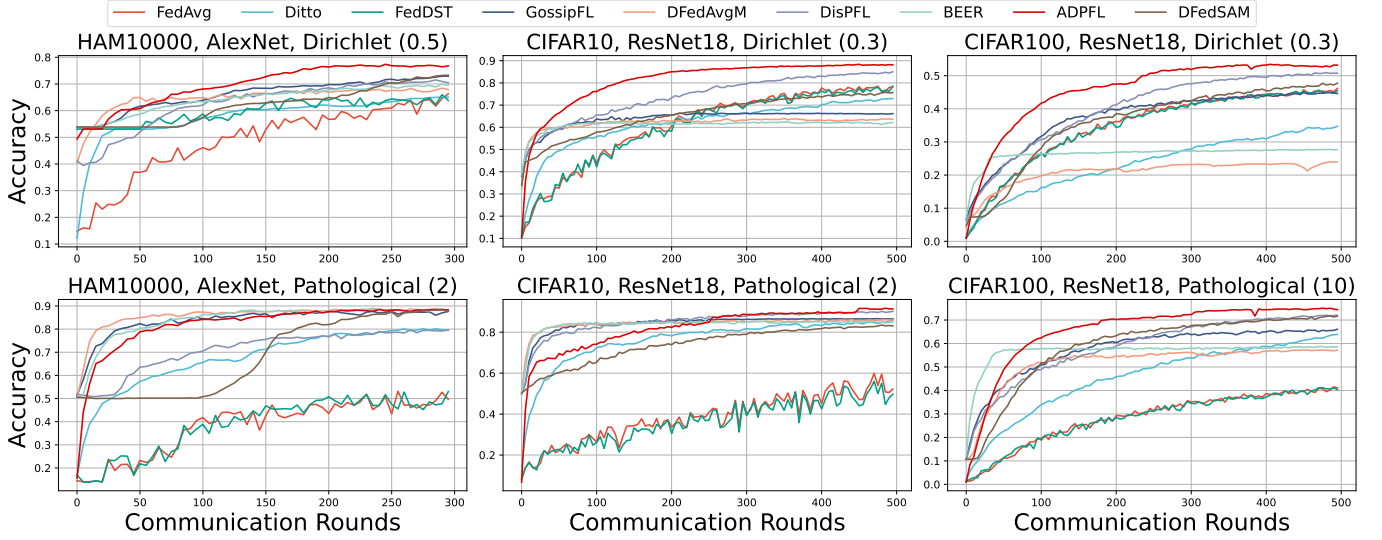 FedAvg Ditto FedDST GossipFL DFedAvgM DisPFL BEER ADPFL DFedSAM
HAM10000, AlexNet, Dirichlet (0.5)
CIFAR10, ResNet18, Dirichlet (0.3)
CIFAR100, ResNet18, Dirichlet (0.3)
Accuracy
0.8
0.7
0.6
0.5
0.4
0.3
0.2
0.1
0 50 100 150 200 250 300
0.9
0.8
0.7
0.6
0.5
0.4
0.3
0.2
0.1
0 100 200 300 400 500
0.5
0.4
0.3
0.2
0.1
0.0
0 100 200 300 400 500
HAM10000, AlexNet, Pathological (2)
CIFAR10, ResNet18, Pathological (2)
CIFAR100, ResNet18, Pathological (10)
Accuracy
0.9
0.8
0.7
0.6
0.5
0.4
0.3
0.2
0 50 100 150 200 250 300
Communication Rounds
0.8
0.6
0.4
0.2
0 100 200 300 400 500
Communication Rounds
0.7
0.6
0.5
0.4
0.3
0.2
0.1
0.0
0 100 200 300 400 500
Communication Rounds